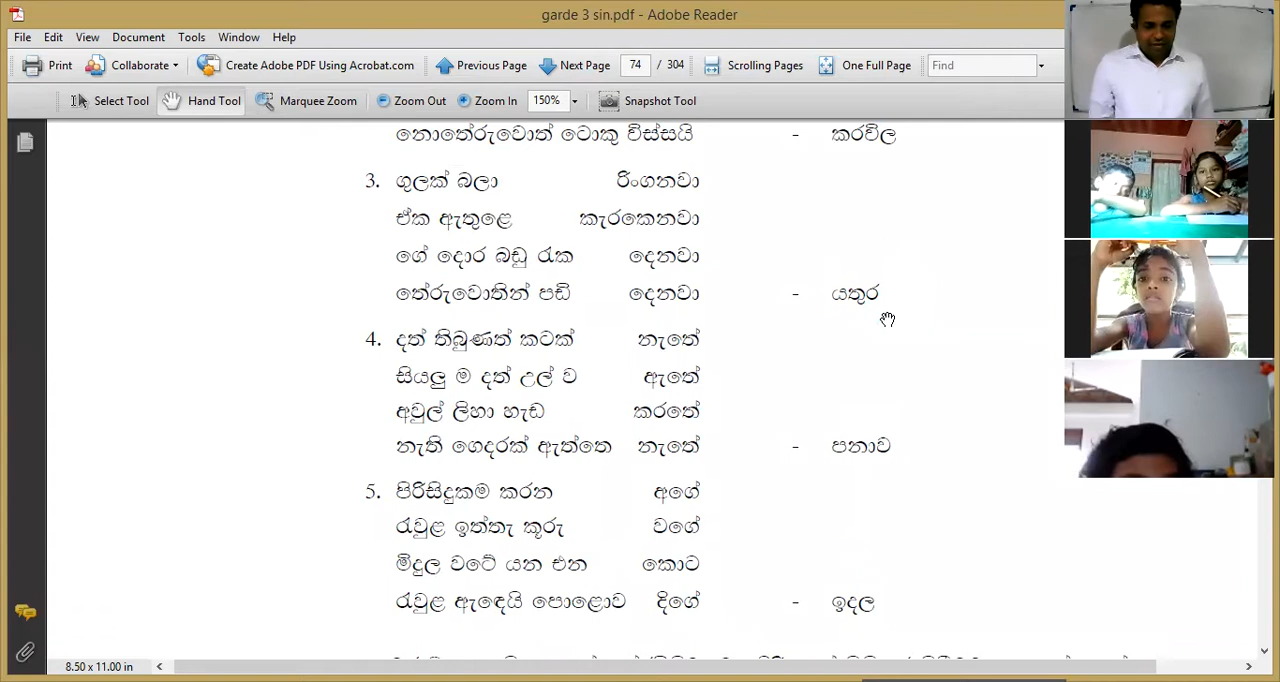 garde 3 sin.pdf - Adobe Reader
File Edit View Document Tools Window Help
Print Collaborate Create Adobe PDF Using Acrobat.com Previous Page Next Page 74 / 304 Scrolling Pages One Full Page Find
Select Tool Hand Tool Marquee Zoom Zoom Out Zoom In 150% Snapshot Tool
නොතේරුවොත් ටොකු විස්සයි - කරවිල
3. ගුලක් බලා රිංගනවා
ඒක ඇතුළෙ කැරකෙනවා
ගේ දොර බඩු රැක දෙනවා
තේරුවොතින් පඩි දෙනවා - යතුර
4. දත් තිබුණත් කටක් නැතේ
සියලු ම දත් උල් ව ඇතේ
අවුල් ලිහා හැඩ කරතේ
නැති ගෙදරක් ඇත්තෙ නැතේ - පනාව
5. පිරිසිදුකම කරන අගේ
රැවුළ ඉත්තෑ කූරු වගේ
මිදුල වටේ යන එන කොට
රැවුළ ඇඳෙයි පොළොව දිගේ - ඉදල
8.50 x 11.00 in